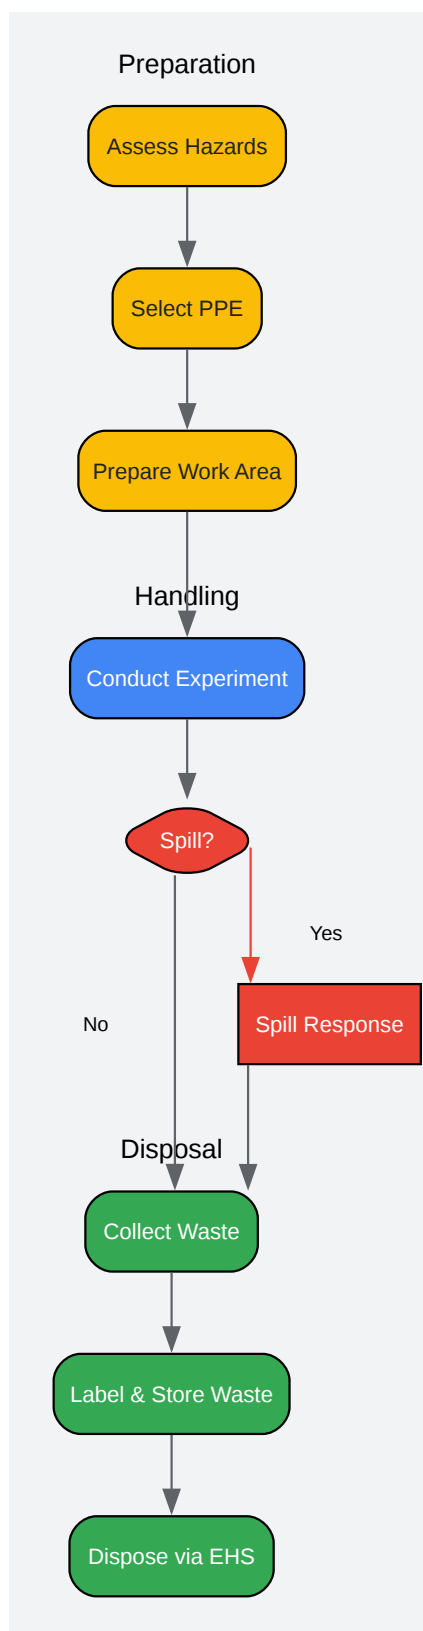 Preparation
Assess Hazards
Select PPE
Prepare Work Area
Handling
Conduct Experiment
Spill?
Yes
No
Spill Response
Disposal
Collect Waste
Label & Store Waste
Dispose via EHS